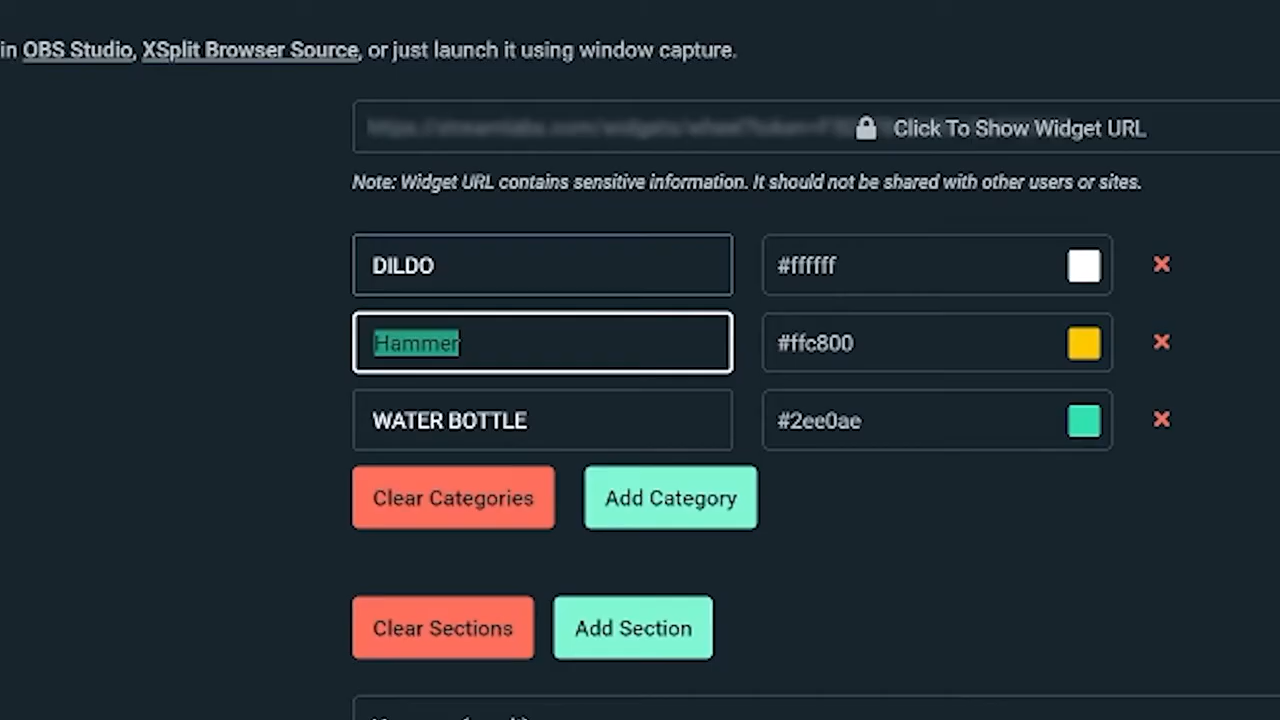 in OBS Studio, XSplit Browser Source, or just launch it using window capture.
Click To Show Widget URL
Note: Widget URL contains sensitive information. It should not be shared with other users or sites.
DILDO #ffffff
Hammer #ffc800
WATER BOTTLE #2ee0ae
Clear Categories Add Category
Clear Sections Add Section